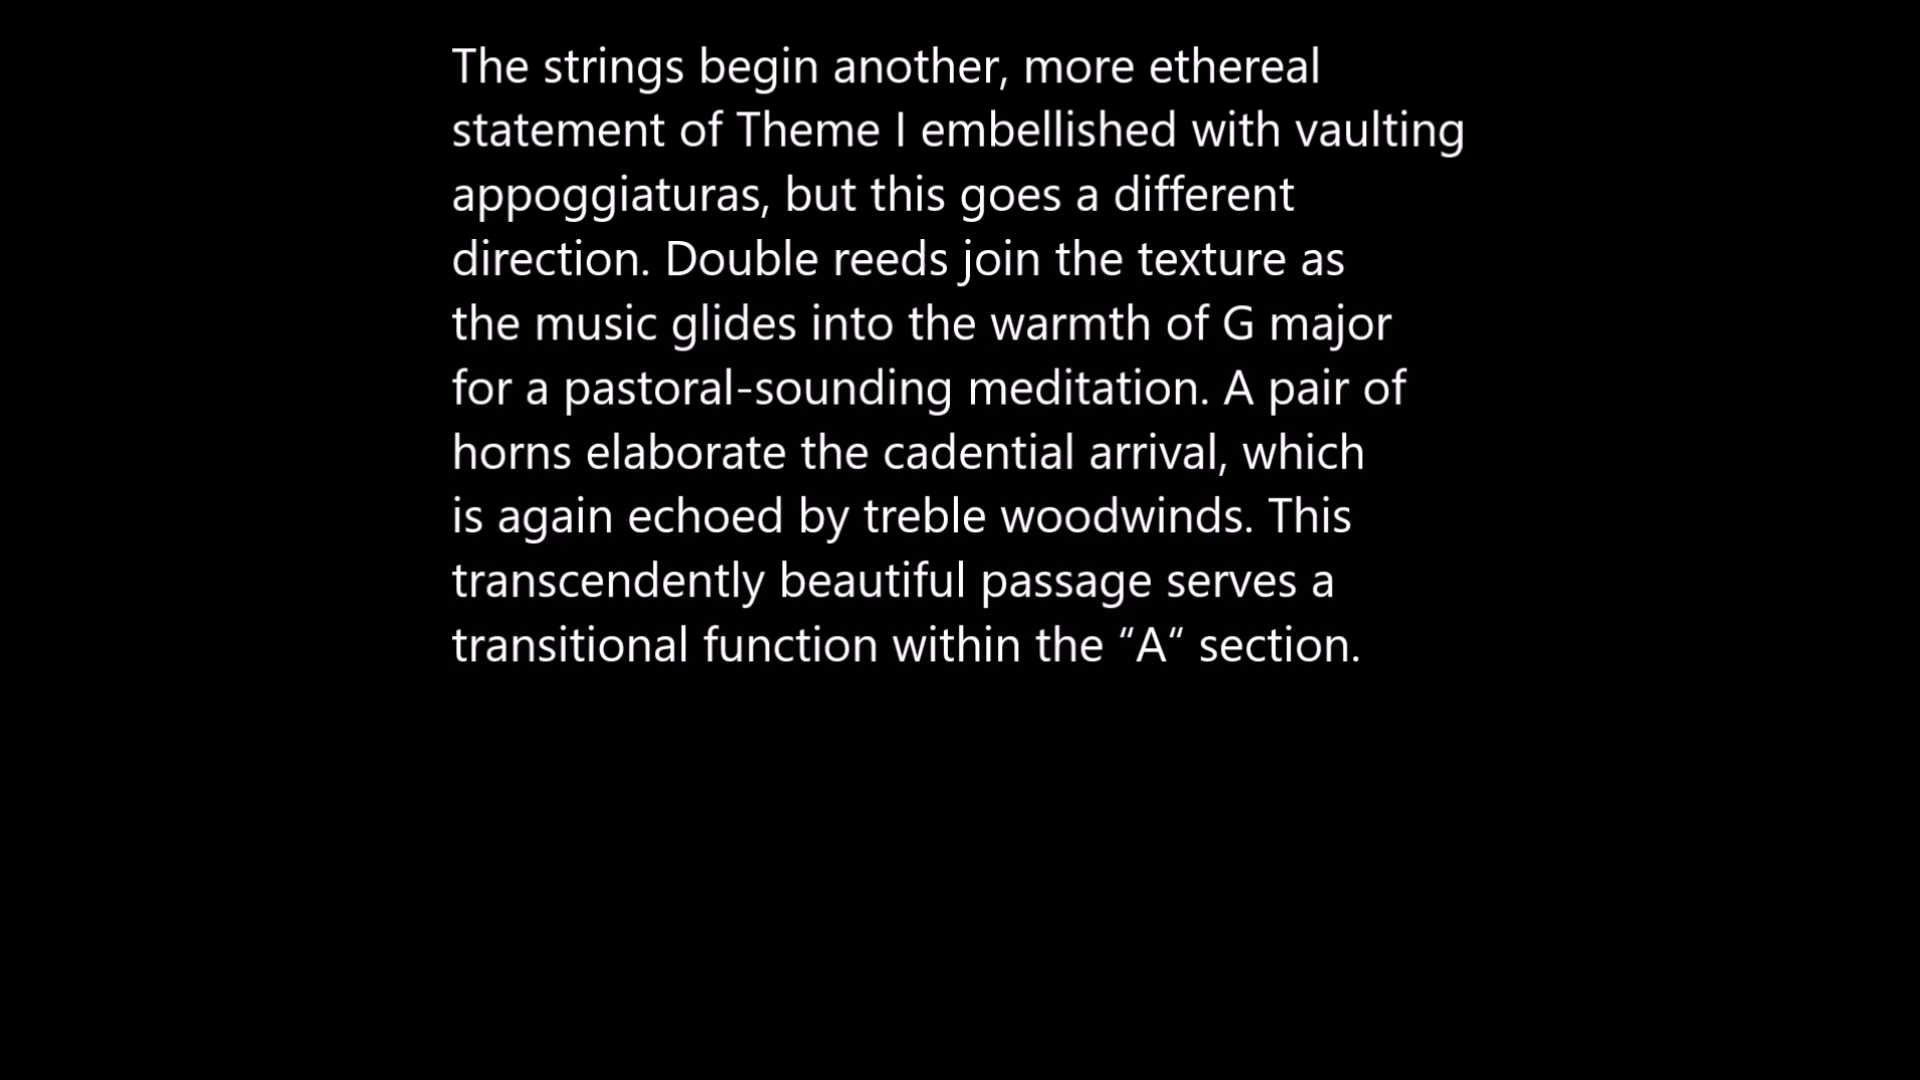 The strings begin another, more ethereal
statement of Theme I embellished with vaulting
appoggiaturas, but this goes a different
direction. Double reeds join the texture as
the music glides into the warmth of G major
for a pastoral-sounding meditation. A pair of
horns elaborate the cadential arrival, which
is again echoed by treble woodwinds. This
transcendently beautiful passage serves a
transitional function within the “A“ section.